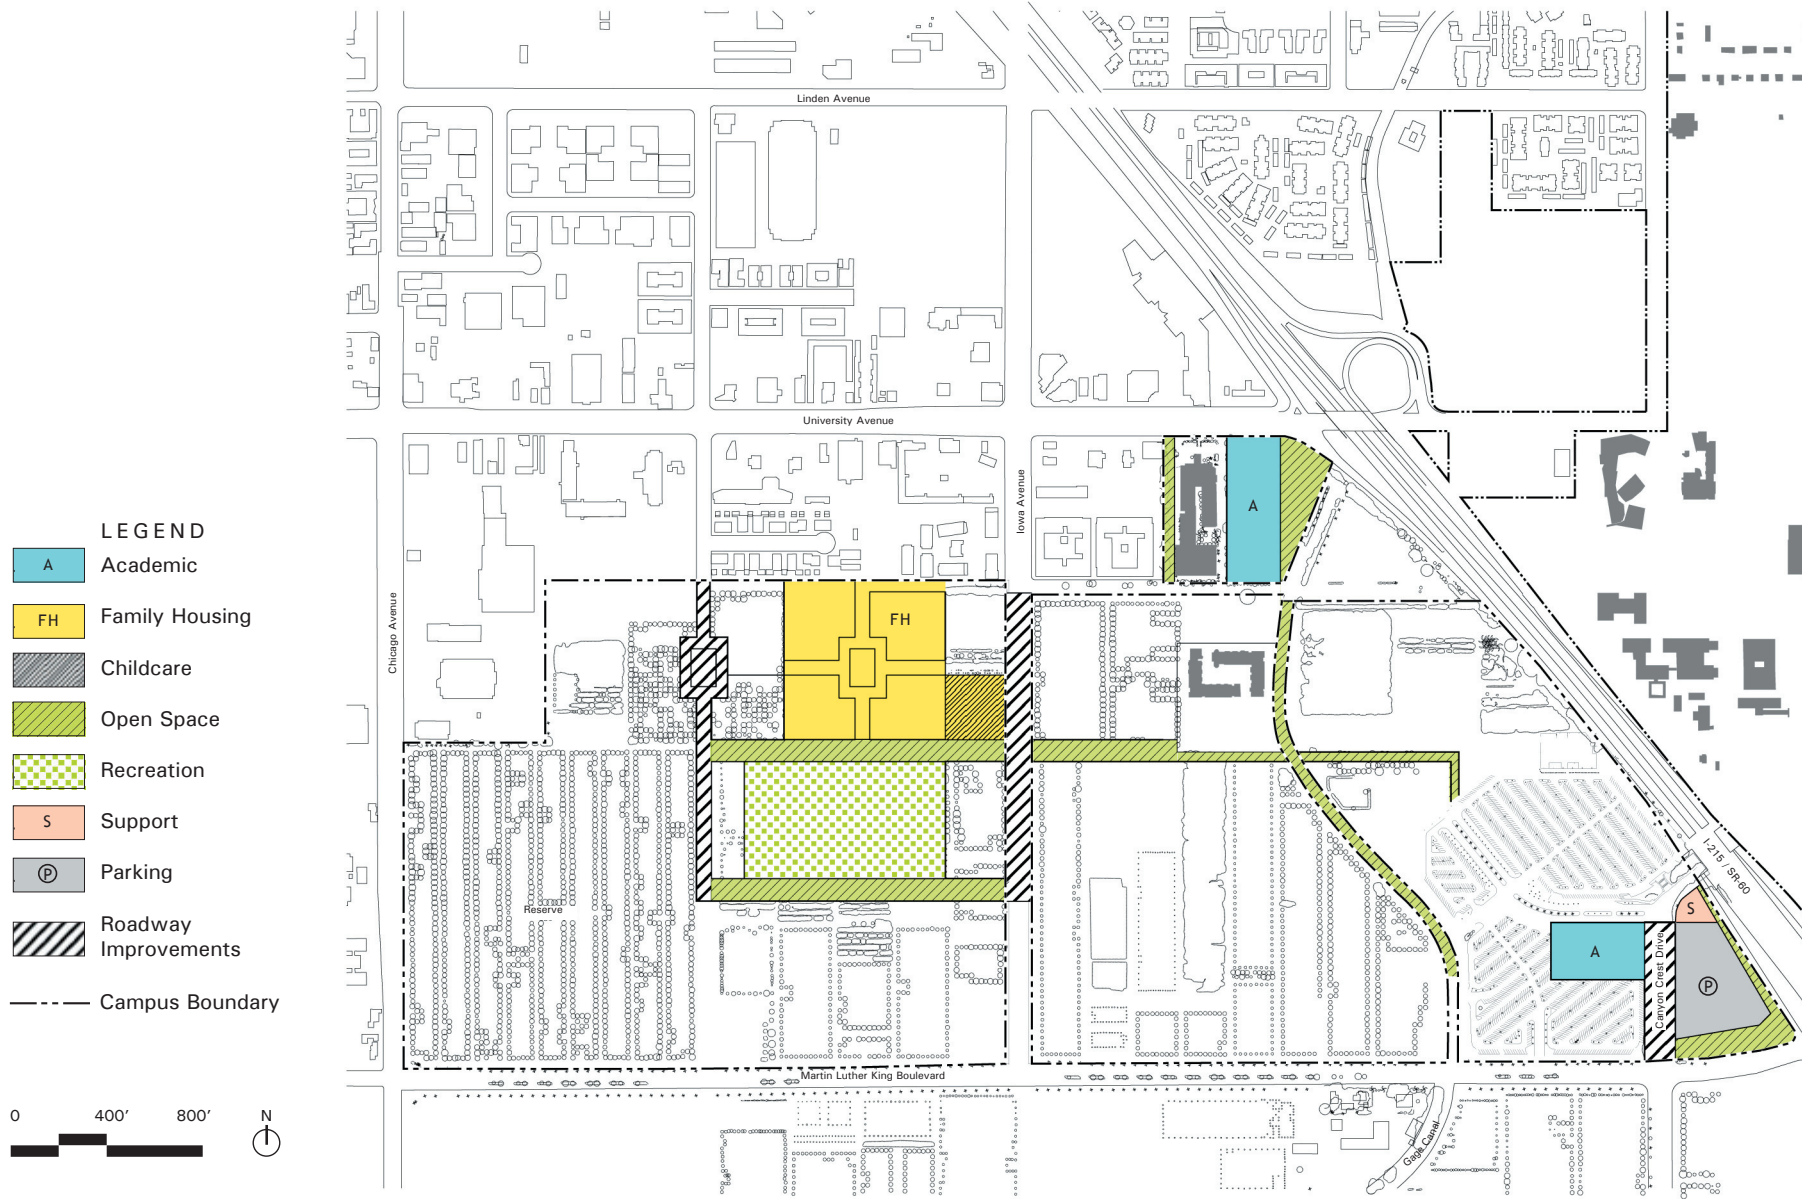 Linden Avenue
University Avenue
Iowa Avenue
Chicago Avenue
A
FH
LEGEND
A Academic
FH Family Housing
Childcare
Open Space
Recreation
S Support
P Parking
Roadway
Improvements
Campus Boundary
Reserve
I-215 / SR-60
S
A
Canyon Crest Drive
P
Martin Luther King Boulevard
Gage Canal
0 400' 800' N